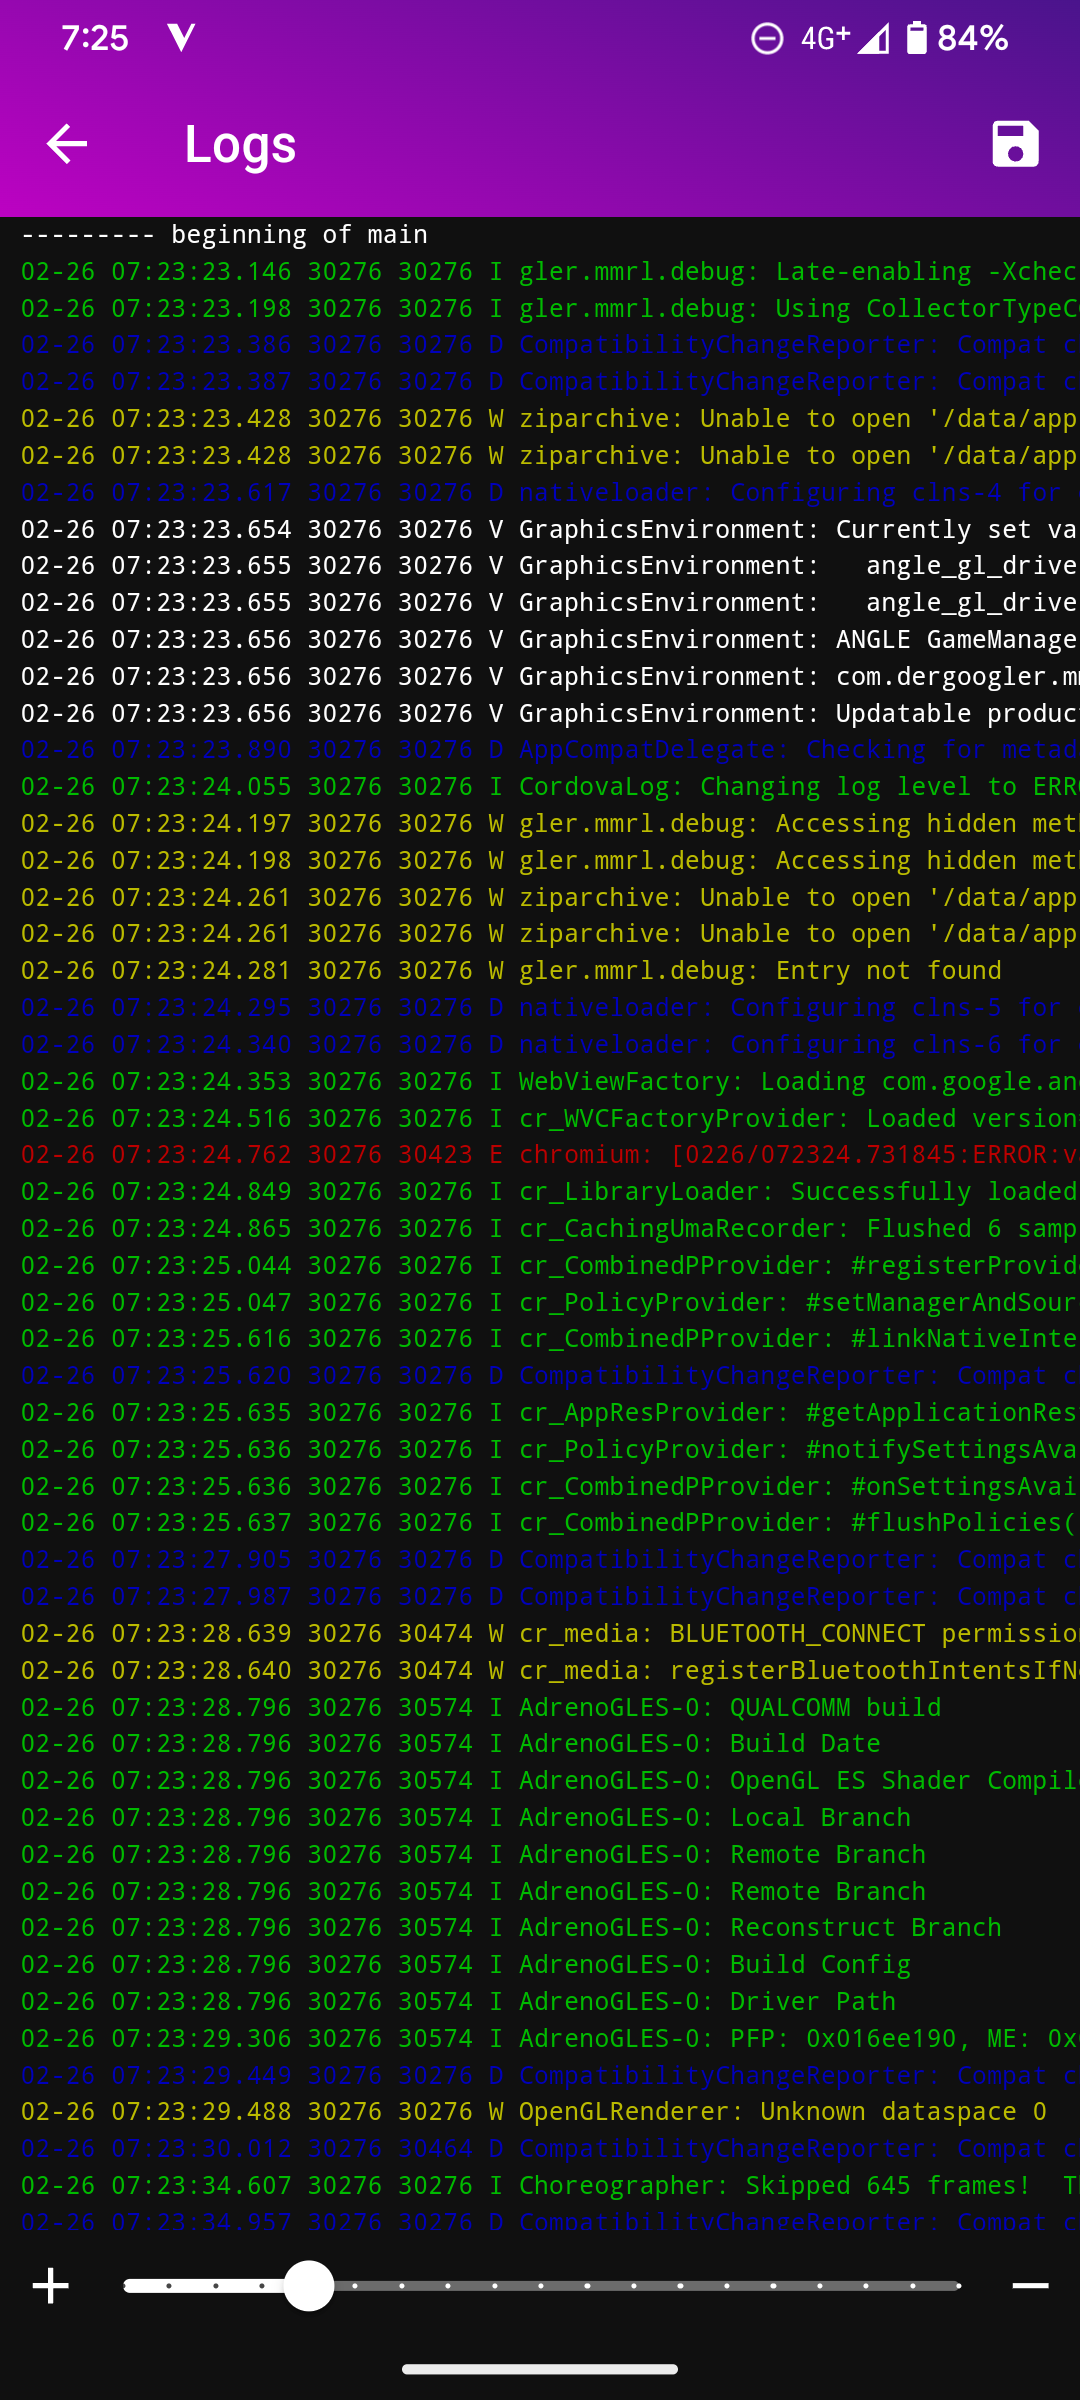 7:25 4G+ 84%
Logs
--------- beginning of main
02-26 07:23:23.146 30276 30276 I gler.mmrl.debug: Late-enabling -Xchec
02-26 07:23:23.198 30276 30276 I gler.mmrl.debug: Using CollectorTypeC
02-26 07:23:23.386 30276 30276 D CompatibilityChangeReporter: Compat c
02-26 07:23:23.387 30276 30276 D CompatibilityChangeReporter: Compat c
02-26 07:23:23.428 30276 30276 W ziparchive: Unable to open '/data/app
02-26 07:23:23.428 30276 30276 W ziparchive: Unable to open '/data/app
02-26 07:23:23.617 30276 30276 D nativeloader: Configuring clns-4 for
02-26 07:23:23.654 30276 30276 V GraphicsEnvironment: Currently set va
02-26 07:23:23.655 30276 30276 V GraphicsEnvironment:   angle_gl_drive
02-26 07:23:23.655 30276 30276 V GraphicsEnvironment:   angle_gl_drive
02-26 07:23:23.656 30276 30276 V GraphicsEnvironment: ANGLE GameManage
02-26 07:23:23.656 30276 30276 V GraphicsEnvironment: com.dergoogler.m
02-26 07:23:23.656 30276 30276 V GraphicsEnvironment: Updatable produc
02-26 07:23:23.890 30276 30276 D AppCompatDelegate: Checking for metad
02-26 07:23:24.055 30276 30276 I CordovaLog: Changing log level to ERR
02-26 07:23:24.197 30276 30276 W gler.mmrl.debug: Accessing hidden met
02-26 07:23:24.198 30276 30276 W gler.mmrl.debug: Accessing hidden met
02-26 07:23:24.261 30276 30276 W ziparchive: Unable to open '/data/app
02-26 07:23:24.261 30276 30276 W ziparchive: Unable to open '/data/app
02-26 07:23:24.281 30276 30276 W gler.mmrl.debug: Entry not found
02-26 07:23:24.295 30276 30276 D nativeloader: Configuring clns-5 for
02-26 07:23:24.340 30276 30276 D nativeloader: Configuring clns-6 for
02-26 07:23:24.353 30276 30276 I WebViewFactory: Loading com.google.an
02-26 07:23:24.516 30276 30276 I cr_WVCFactoryProvider: Loaded version
02-26 07:23:24.762 30276 30423 E chromium: [0226/072324.731845:ERROR:v
02-26 07:23:24.849 30276 30276 I cr_LibraryLoader: Successfully loaded
02-26 07:23:24.865 30276 30276 I cr_CachingUmaRecorder: Flushed 6 samp
02-26 07:23:25.044 30276 30276 I cr_CombinedPProvider: #registerProvid
02-26 07:23:25.047 30276 30276 I cr_PolicyProvider: #setManagerAndSour
02-26 07:23:25.616 30276 30276 I cr_CombinedPProvider: #linkNativeInte
02-26 07:23:25.620 30276 30276 D CompatibilityChangeReporter: Compat c
02-26 07:23:25.635 30276 30276 I cr_AppResProvider: #getApplicationRes
02-26 07:23:25.636 30276 30276 I cr_PolicyProvider: #notifySettingsAva
02-26 07:23:25.636 30276 30276 I cr_CombinedPProvider: #onSettingsAvai
02-26 07:23:25.637 30276 30276 I cr_CombinedPProvider: #flushPolicies(
02-26 07:23:27.905 30276 30276 D CompatibilityChangeReporter: Compat c
02-26 07:23:27.987 30276 30276 D CompatibilityChangeReporter: Compat c
02-26 07:23:28.639 30276 30474 W cr_media: BLUETOOTH_CONNECT permissio
02-26 07:23:28.640 30276 30474 W cr_media: registerBluetoothIntentsIfN
02-26 07:23:28.796 30276 30574 I AdrenoGLES-0: QUALCOMM build
02-26 07:23:28.796 30276 30574 I AdrenoGLES-0: Build Date
02-26 07:23:28.796 30276 30574 I AdrenoGLES-0: OpenGL ES Shader Compil
02-26 07:23:28.796 30276 30574 I AdrenoGLES-0: Local Branch
02-26 07:23:28.796 30276 30574 I AdrenoGLES-0: Remote Branch
02-26 07:23:28.796 30276 30574 I AdrenoGLES-0: Remote Branch
02-26 07:23:28.796 30276 30574 I AdrenoGLES-0: Reconstruct Branch
02-26 07:23:28.796 30276 30574 I AdrenoGLES-0: Build Config
02-26 07:23:28.796 30276 30574 I AdrenoGLES-0: Driver Path
02-26 07:23:29.306 30276 30574 I AdrenoGLES-0: PFP: 0x016ee190, ME: 0x
02-26 07:23:29.449 30276 30276 D CompatibilityChangeReporter: Compat c
02-26 07:23:29.488 30276 30276 W OpenGLRenderer: Unknown dataspace 0
02-26 07:23:30.012 30276 30464 D CompatibilityChangeReporter: Compat c
02-26 07:23:34.607 30276 30276 I Choreographer: Skipped 645 frames!  T
02-26 07:23:34.957 30276 30276 D CompatibilityChangeReporter: Compat c